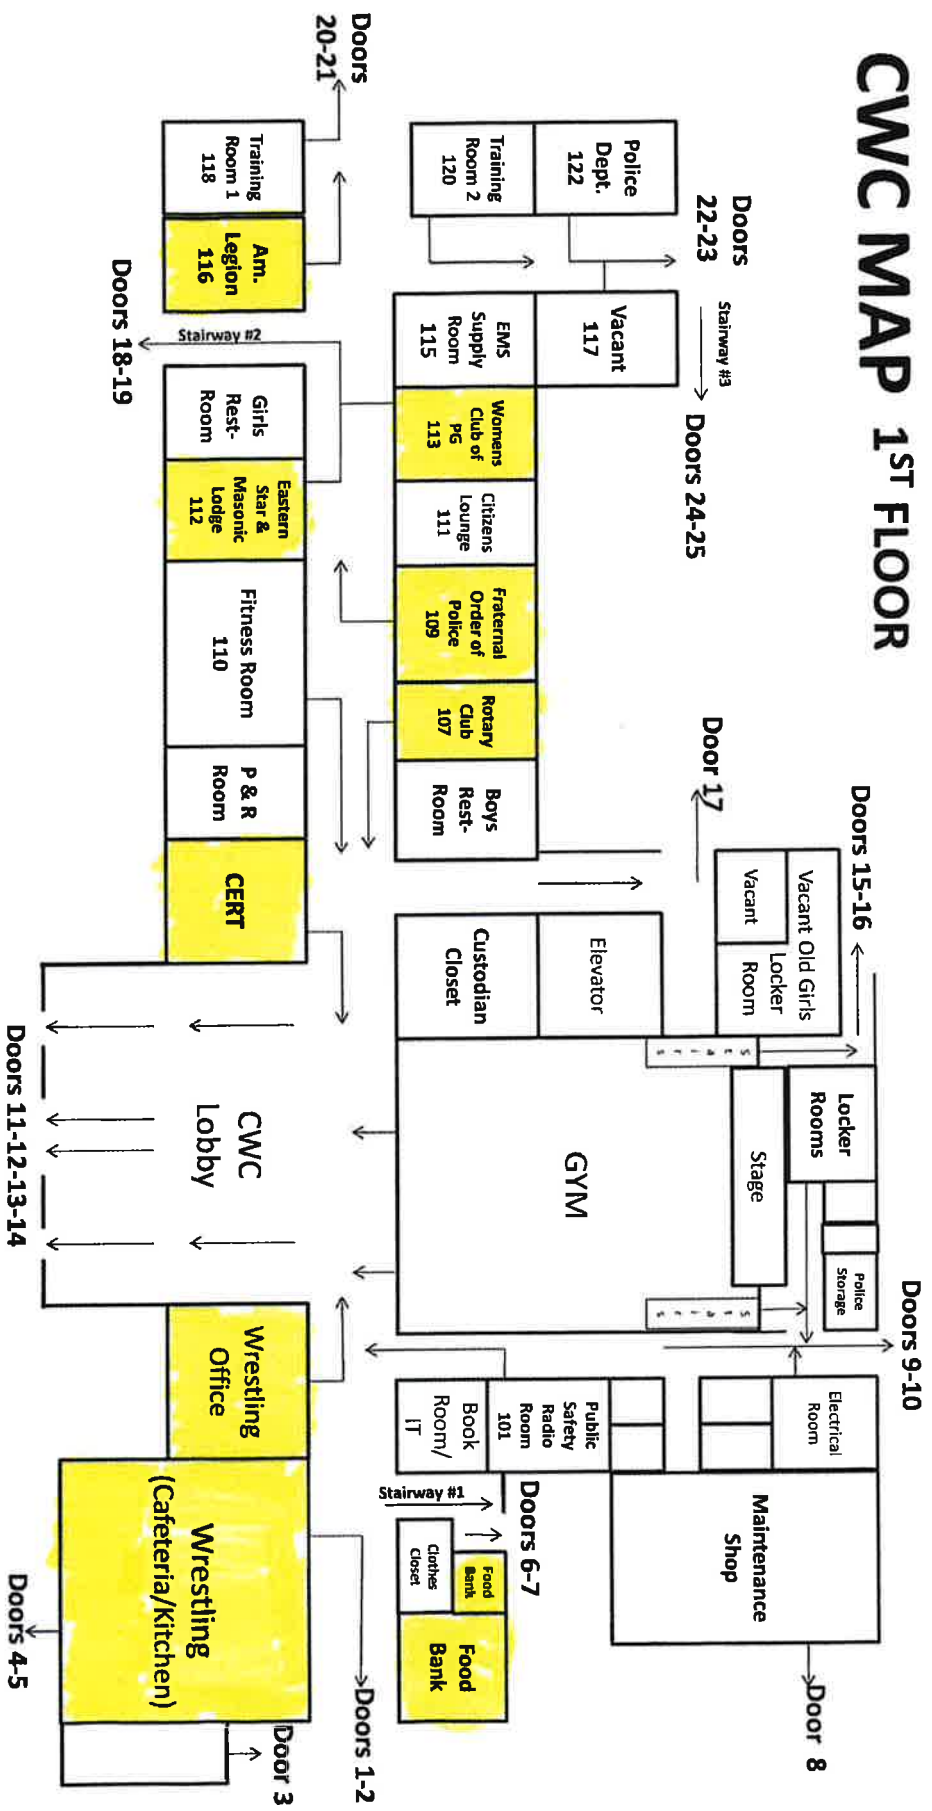 CWC MAP 1ST FLOOR
Doors
20-21
Doors
22-23
Stairway #3
Doors 24-25
Door 17
Doors 15-16
Doors 9-10
Door 8
Police
Dept.
122
Training
Room 2
120
Training
Room 1
118
Am.
Legion
116
Doors 18-19
Stairway #2
Vacant
117
EMS
Supply
Room
115
Womens
Club of
PG
113
Citizens
Lounge
111
Fraternal
Order of
Police
109
Rotary
Club
107
Boys
Rest-
Room
Girls
Rest-
Room
Eastern
Star &
Masonic
Lodge
112
Fitness Room
110
P & R
Room
CERT
Vacant Old Girls
Locker
Room
Vacant
Elevator
Custodian
Closet
Stairs
Locker
Rooms
Stage
GYM
Police
Storage
Stairs
CWC
Lobby
Doors 11-12-13-14
Electrical
Room
Maintenance
Shop
Public
Safety
Radio
Room
101
Book
Room/
IT
Stairway #1
Doors 6-7
Food
Bank
Clothes
Closet
Food
Bank
Wrestling
Office
Wrestling
(Cafeteria/Kitchen)
Doors 1-2
Door 3
Doors 4-5